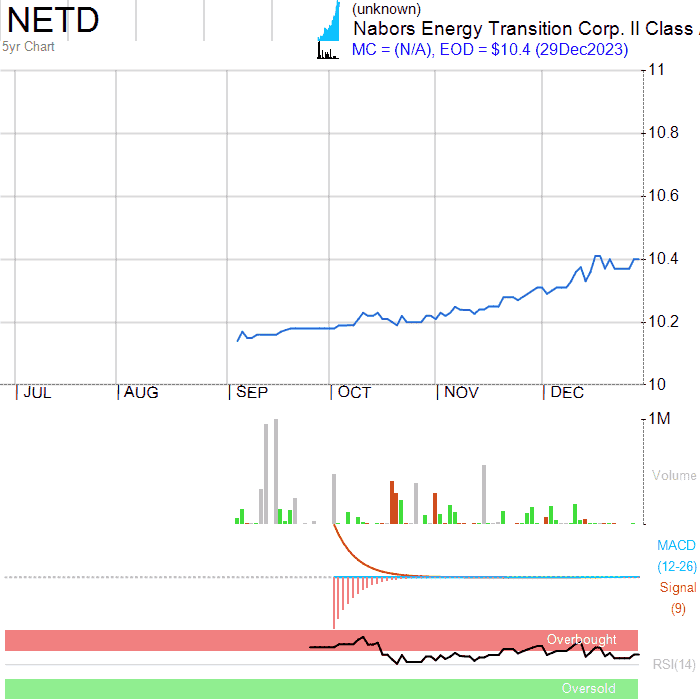 NETD
5yr Chart
(unknown)
Nabors Energy Transition Corp. II Class
MC = (N/A), EOD = $10.4 (29Dec2023)
11
10.8
10.6
10.4
10.2
10
JUL AUG SEP OCT NOV DEC
1M
Volume
MACD
(12-26)
Signal
(9)
Overbought
RSI(14)
Oversold